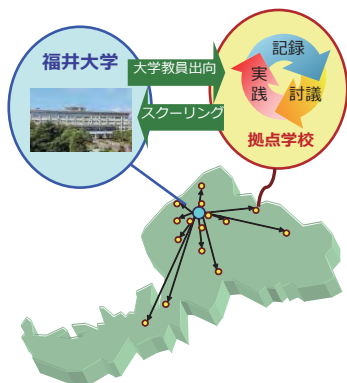 福井大学
大学教員出向
スクーリング
記録
実践
討議
拠点学校